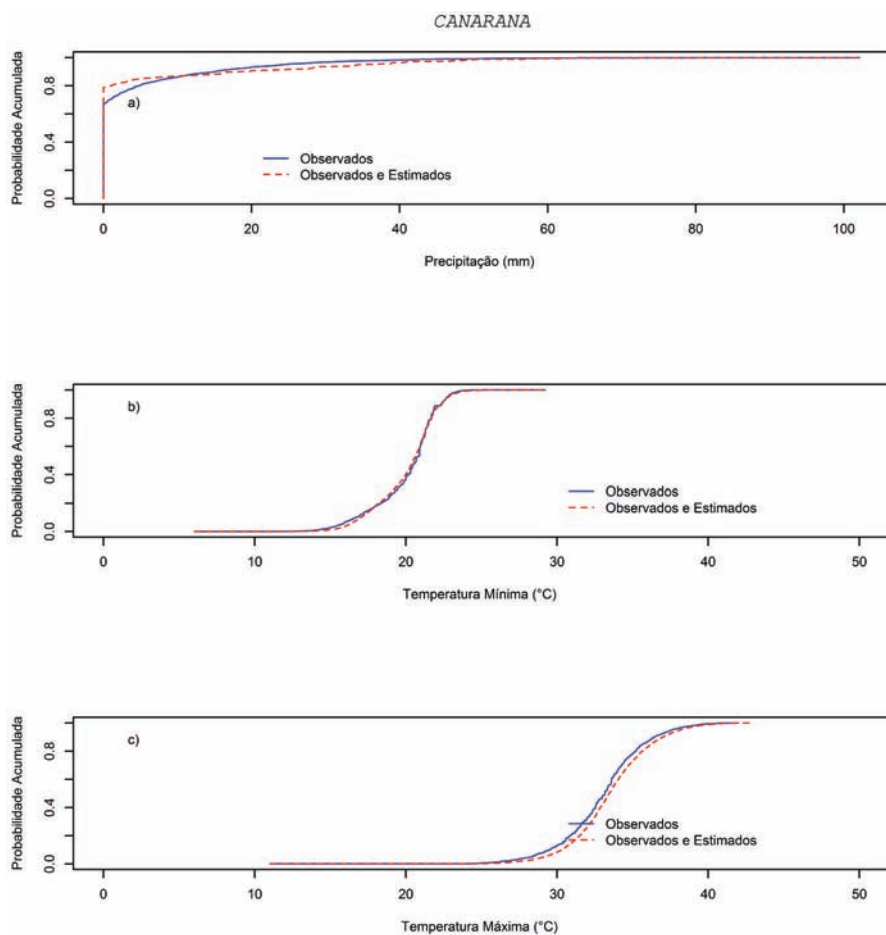 CANARANA
Probabilidade Acumulada
0.0 0.4 0.8
a)
Observados
Observados e Estimados
0 20 40 60 80 100
Precipitação (mm)
Probabilidade Acumulada
0.0 0.4 0.8
b)
Observados
Observados e Estimados
0 10 20 30 40 50
Temperatura Mínima (°C)
Probabilidade Acumulada
0.0 0.4 0.8
c)
Observados
Observados e Estimados
0 10 20 30 40 50
Temperatura Máxima (°C)